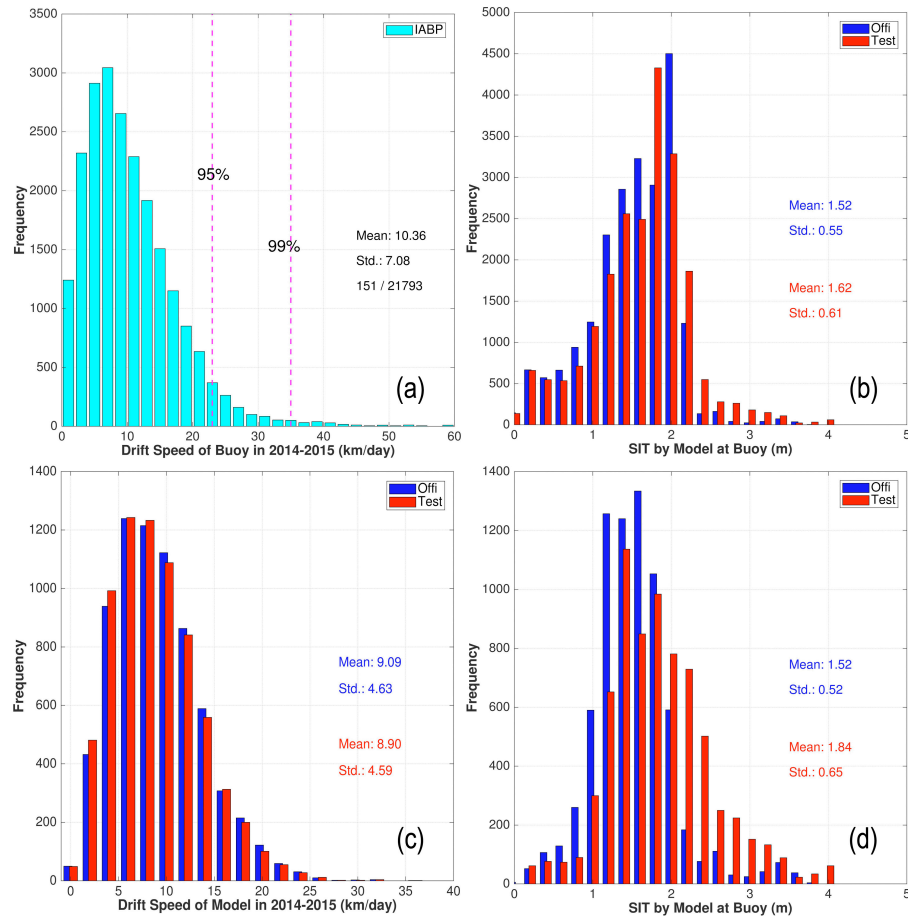 (a)
3500
3000
2500
2000
1500
1000
500
0
Frequency
IABP
95%
99%
Mean: 10.36
Std.: 7.08
151 / 21793
0 10 20 30 40 50 60
Drift Speed of Buoy in 2014-2015 (km/day)
5000
4500
4000
3500
3000
2500
2000
1500
1000
500
0
Frequency
Offi
Test
Mean: 1.52
Std.: 0.55
Mean: 1.62
Std.: 0.61
(b)
0 1 2 3 4 5
SIT by Model at Buoy (m)
1400
1200
1000
800
600
400
200
0
Frequency
Offi
Test
Mean: 9.09
Std.: 4.63
Mean: 8.90
Std.: 4.59
(c)
0 5 10 15 20 25 30 35 40
Drift Speed of Model in 2014-2015 (km/day)
1400
1200
1000
800
600
400
200
0
Frequency
Offi
Test
Mean: 1.52
Std.: 0.52
Mean: 1.84
Std.: 0.65
(d)
0 1 2 3 4 5
SIT by Model at Buoy (m)